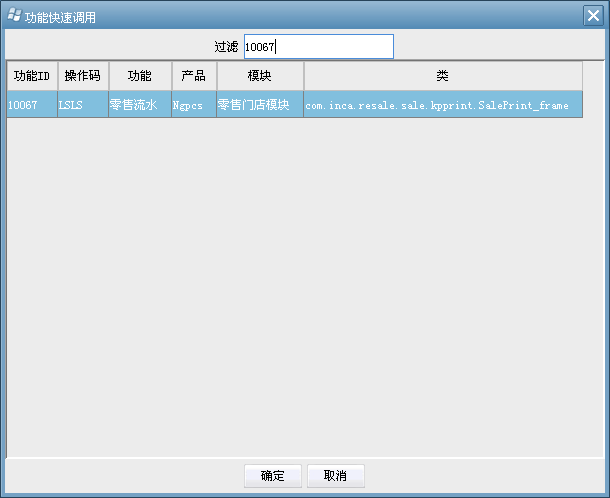 功能快速调用
过滤 10067
功能ID 操作码 功能 产品 模块 类
10067 LSLS 零售流水 Ngpcs 零售门店模块 com.inca.resale.sale.kpprint.SalePrint_frame
确定 取消